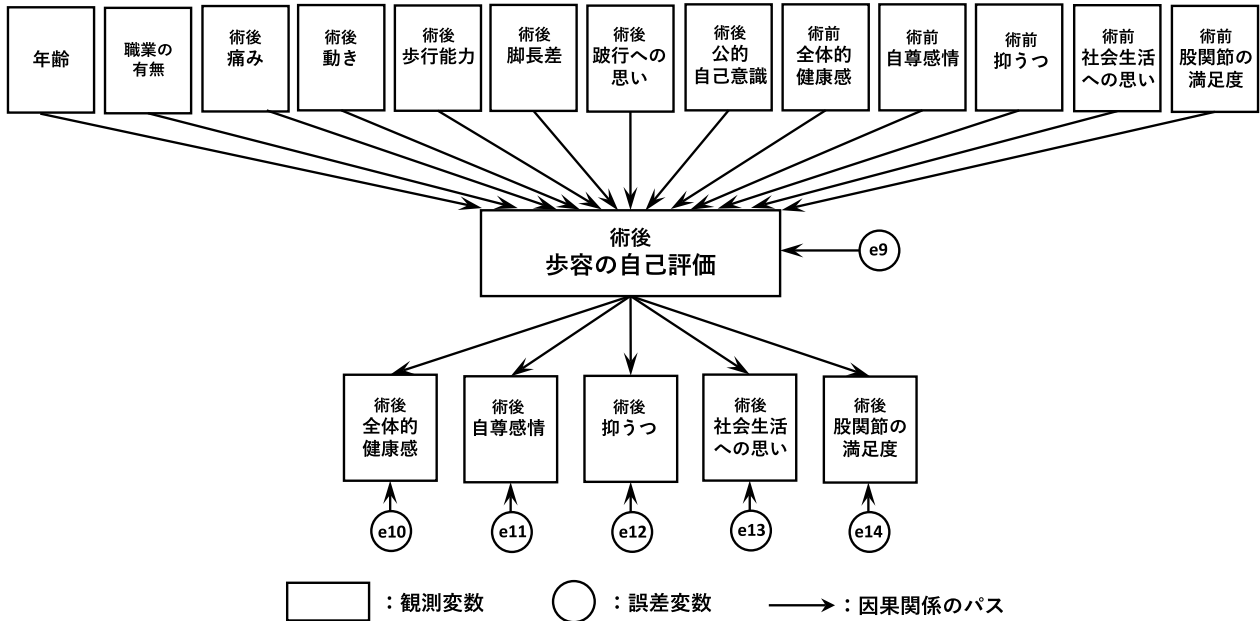 年齢
職業の
有無
術後
痛み
術後
動き
術後
歩行能力
術後
脚長差
術後
跛行への
思い
術後
公的
自己意識
術前
全体的
健康感
術前
自尊感情
術前
抑うつ
術前
社会生活
への思い
術前
股関節の
満足度
術後
歩容の自己評価
e9
術後
全体的
健康感
術後
自尊感情
術後
抑うつ
術後
社会生活
への思い
術後
股関節の
満足度
e10
e11
e12
e13
e14
：観測変数
：誤差変数
：因果関係のパス